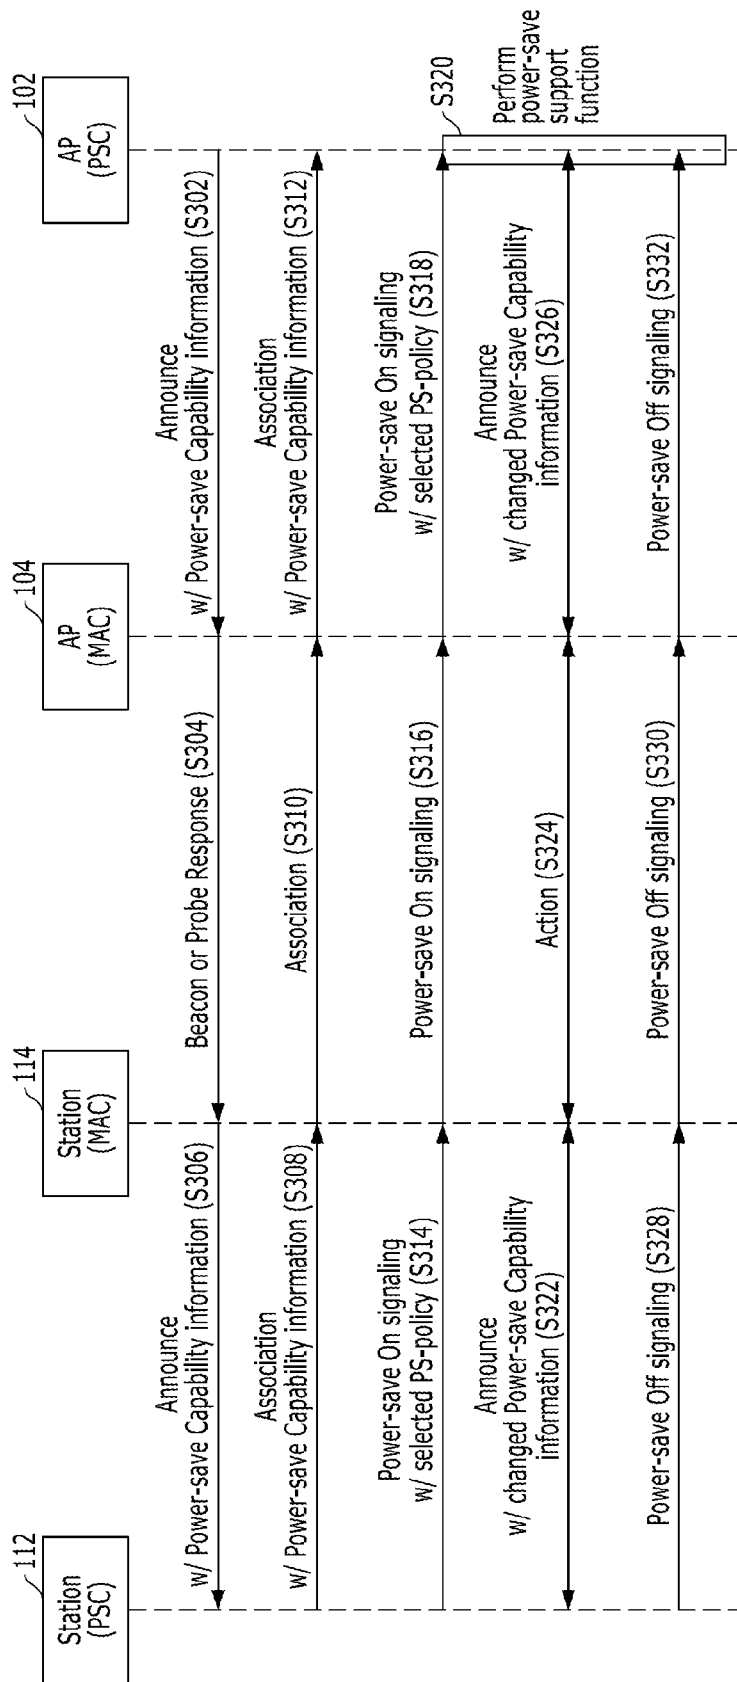 112
Station
(PSC)
114
Station
(MAC)
104
AP
(MAC)
102
AP
(PSC)
Announce
w/ Power-save Capability information (S306)
Beacon or Probe Response (S304)
Announce
w/ Power-save Capability information (S302)
Association
w/ Power-save Capability information (S308)
Association (S310)
Association
w/ Power-save Capability information (S312)
Power-save On signaling
w/ selected PS-policy (S314)
Power-save On signaling (S316)
Power-save On signaling
w/ selected PS-policy (S318)
S320
Perform
power-save
support
function
Announce
w/ changed Power-save Capability
information (S322)
Action (S324)
Announce
w/ changed Power-save Capability
information (S326)
Power-save Off signaling (S328)
Power-save Off signaling (S330)
Power-save Off signaling (S332)